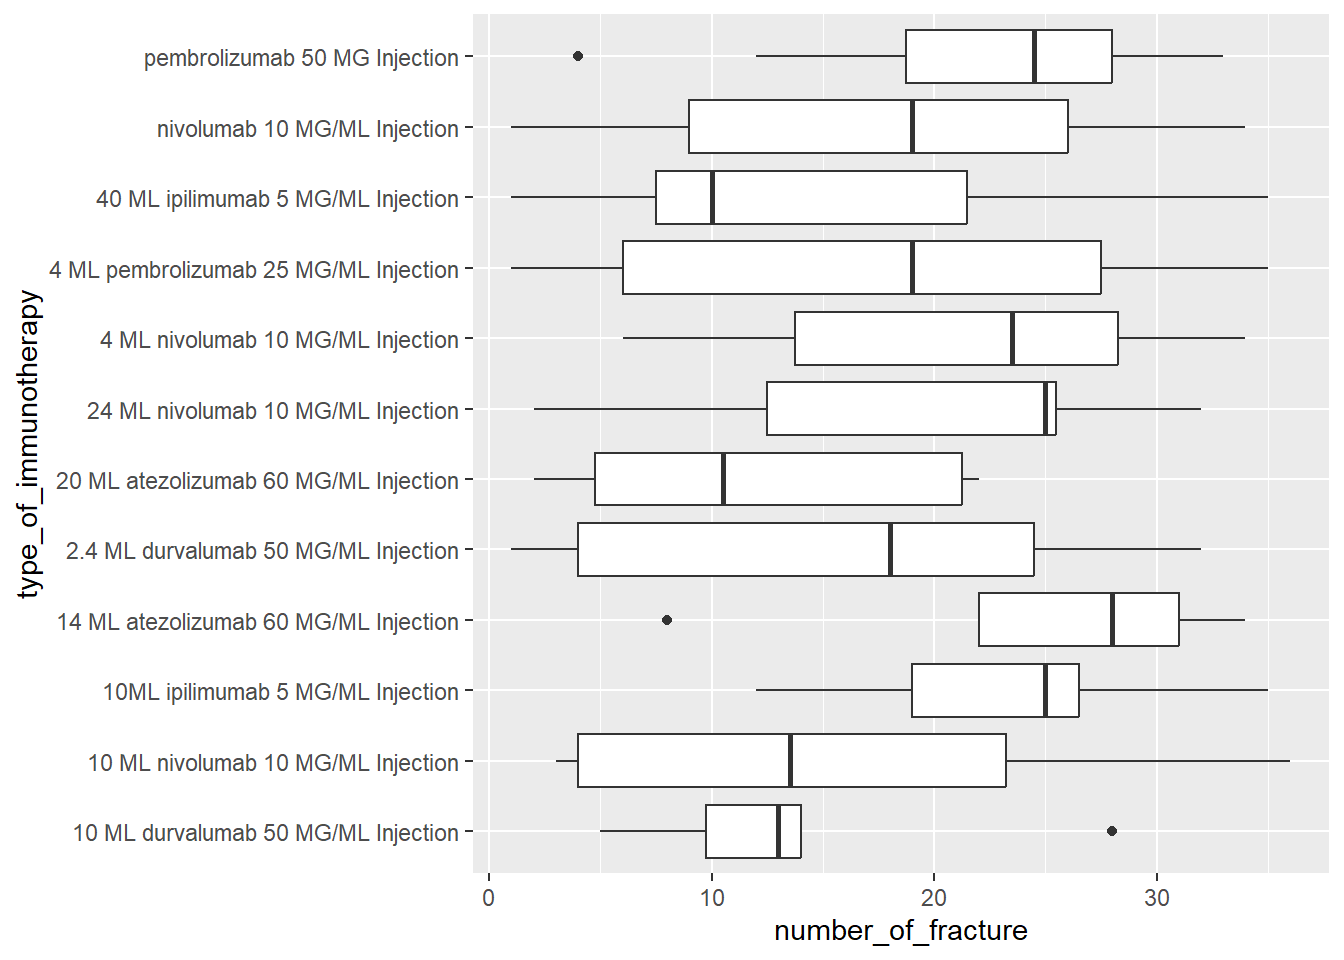 type_of_immunotherapy
pembrolizumab 50 MG Injection
nivolumab 10 MG/ML Injection
40 ML ipilimumab 5 MG/ML Injection
4 ML pembrolizumab 25 MG/ML Injection
4 ML nivolumab 10 MG/ML Injection
24 ML nivolumab 10 MG/ML Injection
20 ML atezolizumab 60 MG/ML Injection
2.4 ML durvalumab 50 MG/ML Injection
14 ML atezolizumab 60 MG/ML Injection
10ML ipilimumab 5 MG/ML Injection
10 ML nivolumab 10 MG/ML Injection
10 ML durvalumab 50 MG/ML Injection
0 10 20 30
number_of_fracture